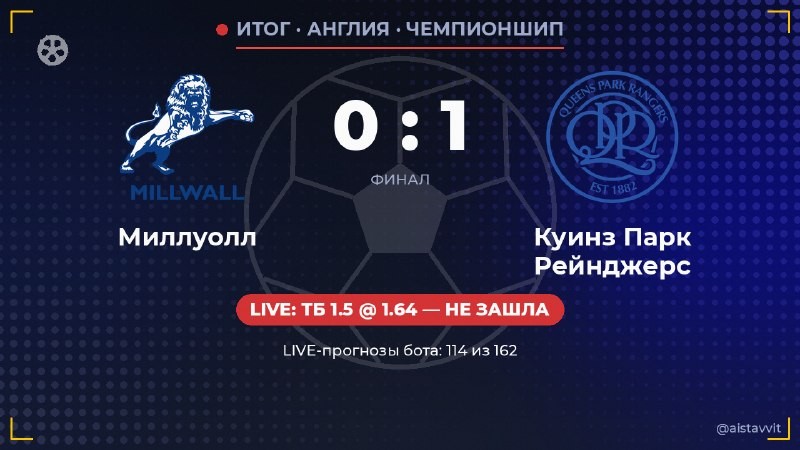 ИТОГ · АНГЛИЯ · ЧЕМПИОНШИП
0 : 1
ФИНАЛ
MILLWALL
QUEENS PARK RANGERS
QPR
EST 1882
Миллуолл
Куинз Парк
Рейнджерс
LIVE: ТБ 1.5 @ 1.64 — НЕ ЗАШЛА
LIVE-прогнозы бота: 114 из 162
@aistavvit